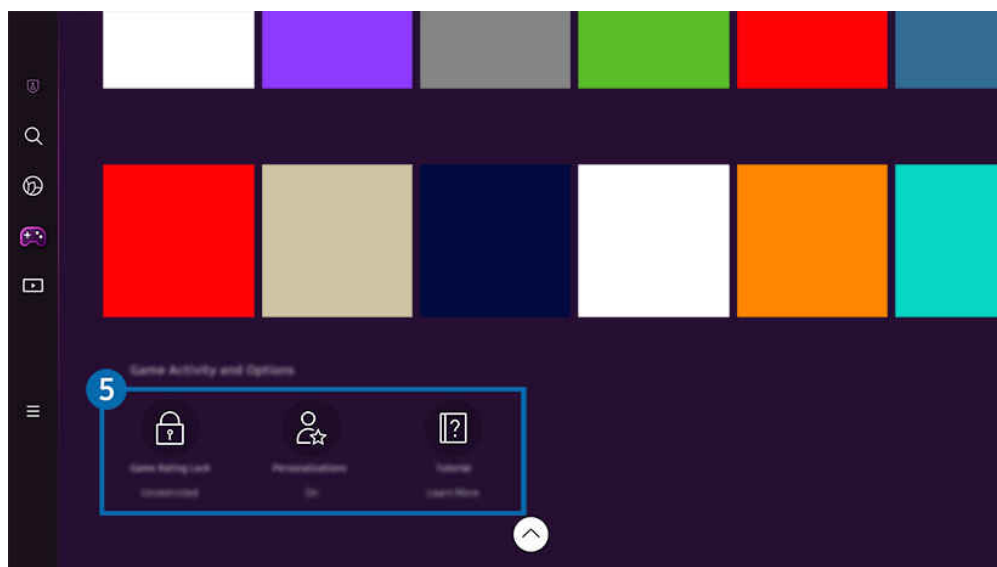 Game Activity and Options
5
Game Rating Lock
Personalizations
Tutorial
Unrestricted
On
Learn More